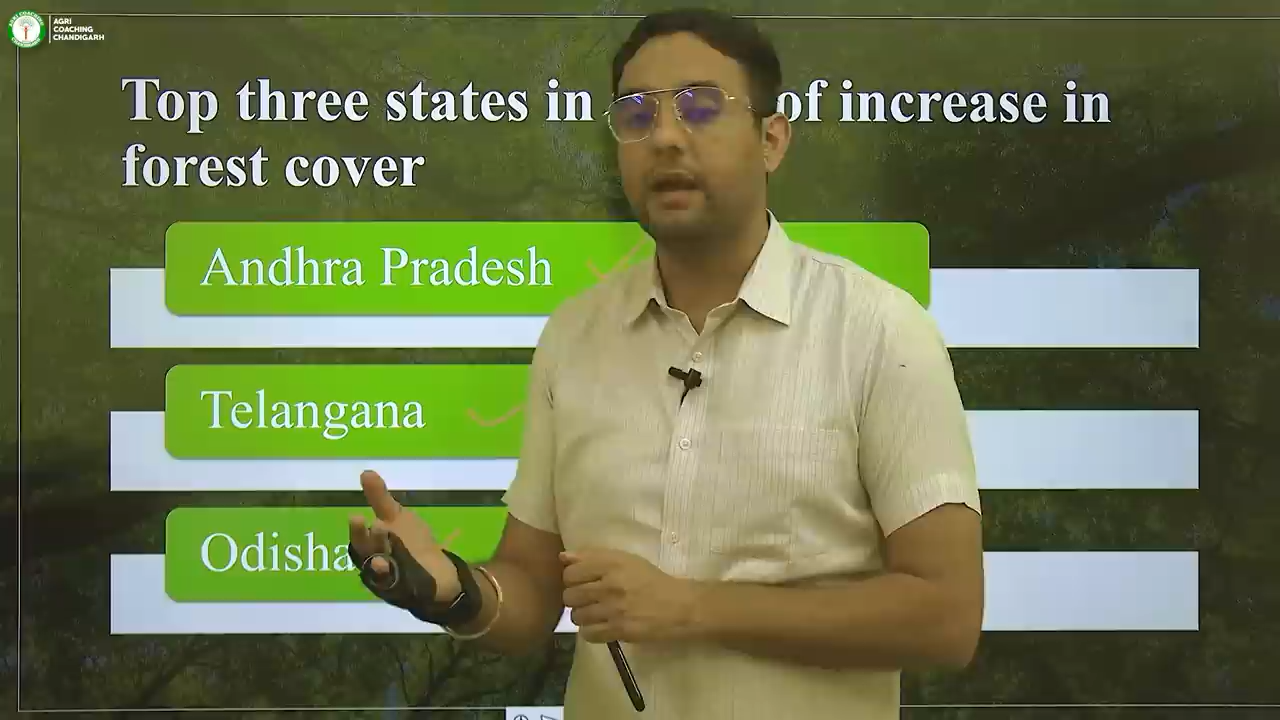 AGRI
COACHING
CHANDIGARH
Top three states in of increase in
forest cover
Andhra Pradesh
Telangana
Odisha